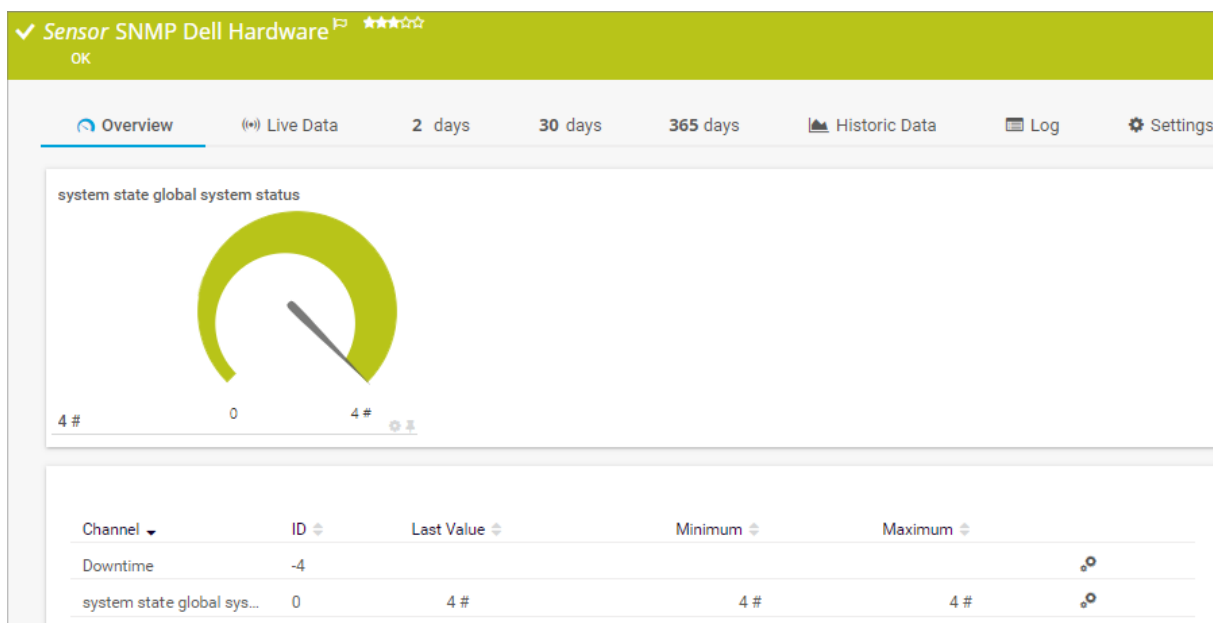 Sensor SNMP Dell Hardware
OK
Overview Live Data 2 days 30 days 365 days Historic Data Log Settings
system state global system status
0 4 #
4 #
Channel ID Last Value Minimum Maximum
Downtime -4
system state global sys... 0 4 # 4 # 4 #